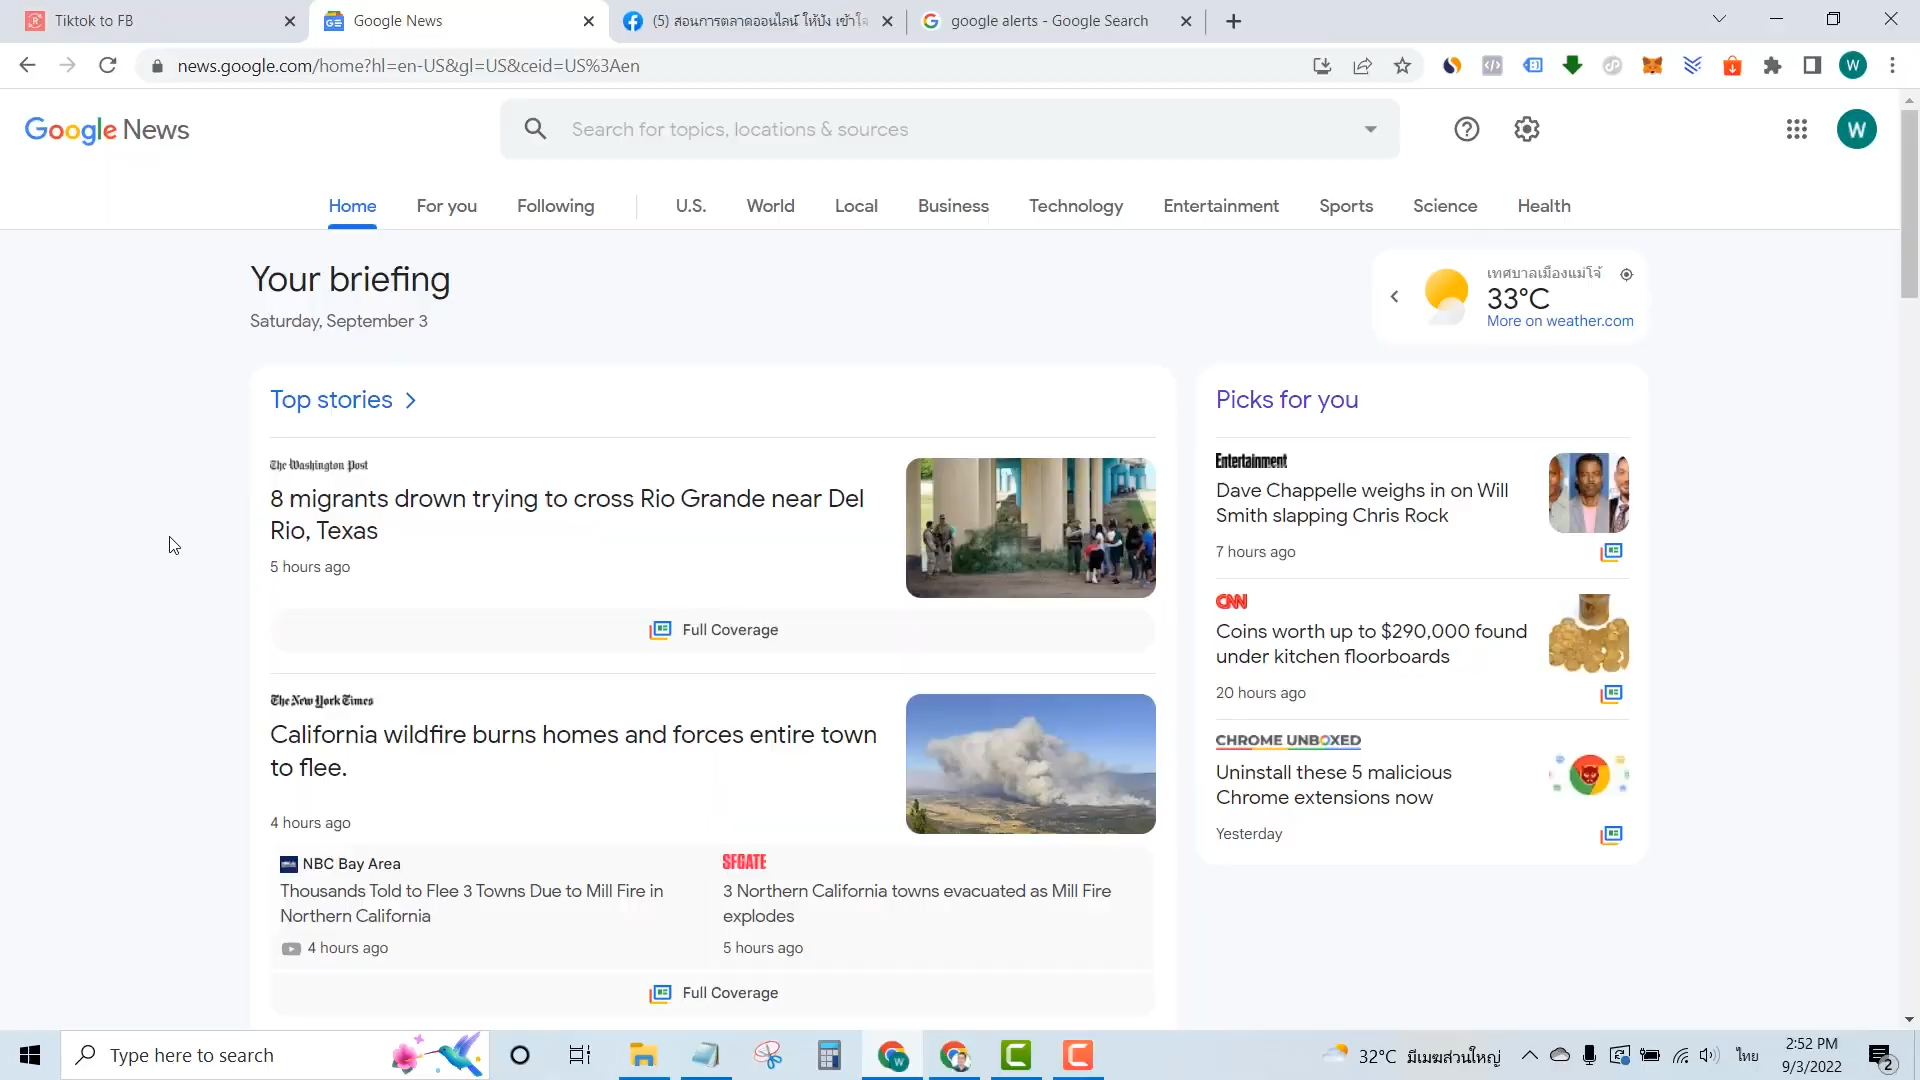 Tiktok to FB
Google News
(5) สอนการตลาดออนไลน์ ให้ปัง เข้าใจ
google alerts - Google Search
news.google.com/home?hl=en-US&gl=US&ceid=US%3Aen
W
Google News
Search for topics, locations & sources
W
Home
For you
Following
U.S.
World
Local
Business
Technology
Entertainment
Sports
Science
Health
Your briefing
Saturday, September 3
เทศบาลเมืองแม่โจ้
33°C
More on weather.com
Top stories
The Washington Post
8 migrants drown trying to cross Rio Grande near Del
Rio, Texas
5 hours ago
Full Coverage
The New York Times
California wildfire burns homes and forces entire town
to flee.
4 hours ago
NBC Bay Area
Thousands Told to Flee 3 Towns Due to Mill Fire in
Northern California
4 hours ago
SFGATE
3 Northern California towns evacuated as Mill Fire
explodes
5 hours ago
Full Coverage
Picks for you
Entertainment
Dave Chappelle weighs in on Will
Smith slapping Chris Rock
7 hours ago
CNN
Coins worth up to $290,000 found
under kitchen floorboards
20 hours ago
CHROME UNBOXED
Uninstall these 5 malicious
Chrome extensions now
Yesterday
Type here to search
32°C มีเมฆส่วนใหญ่
ไทย
2:52 PM
9/3/2022
2